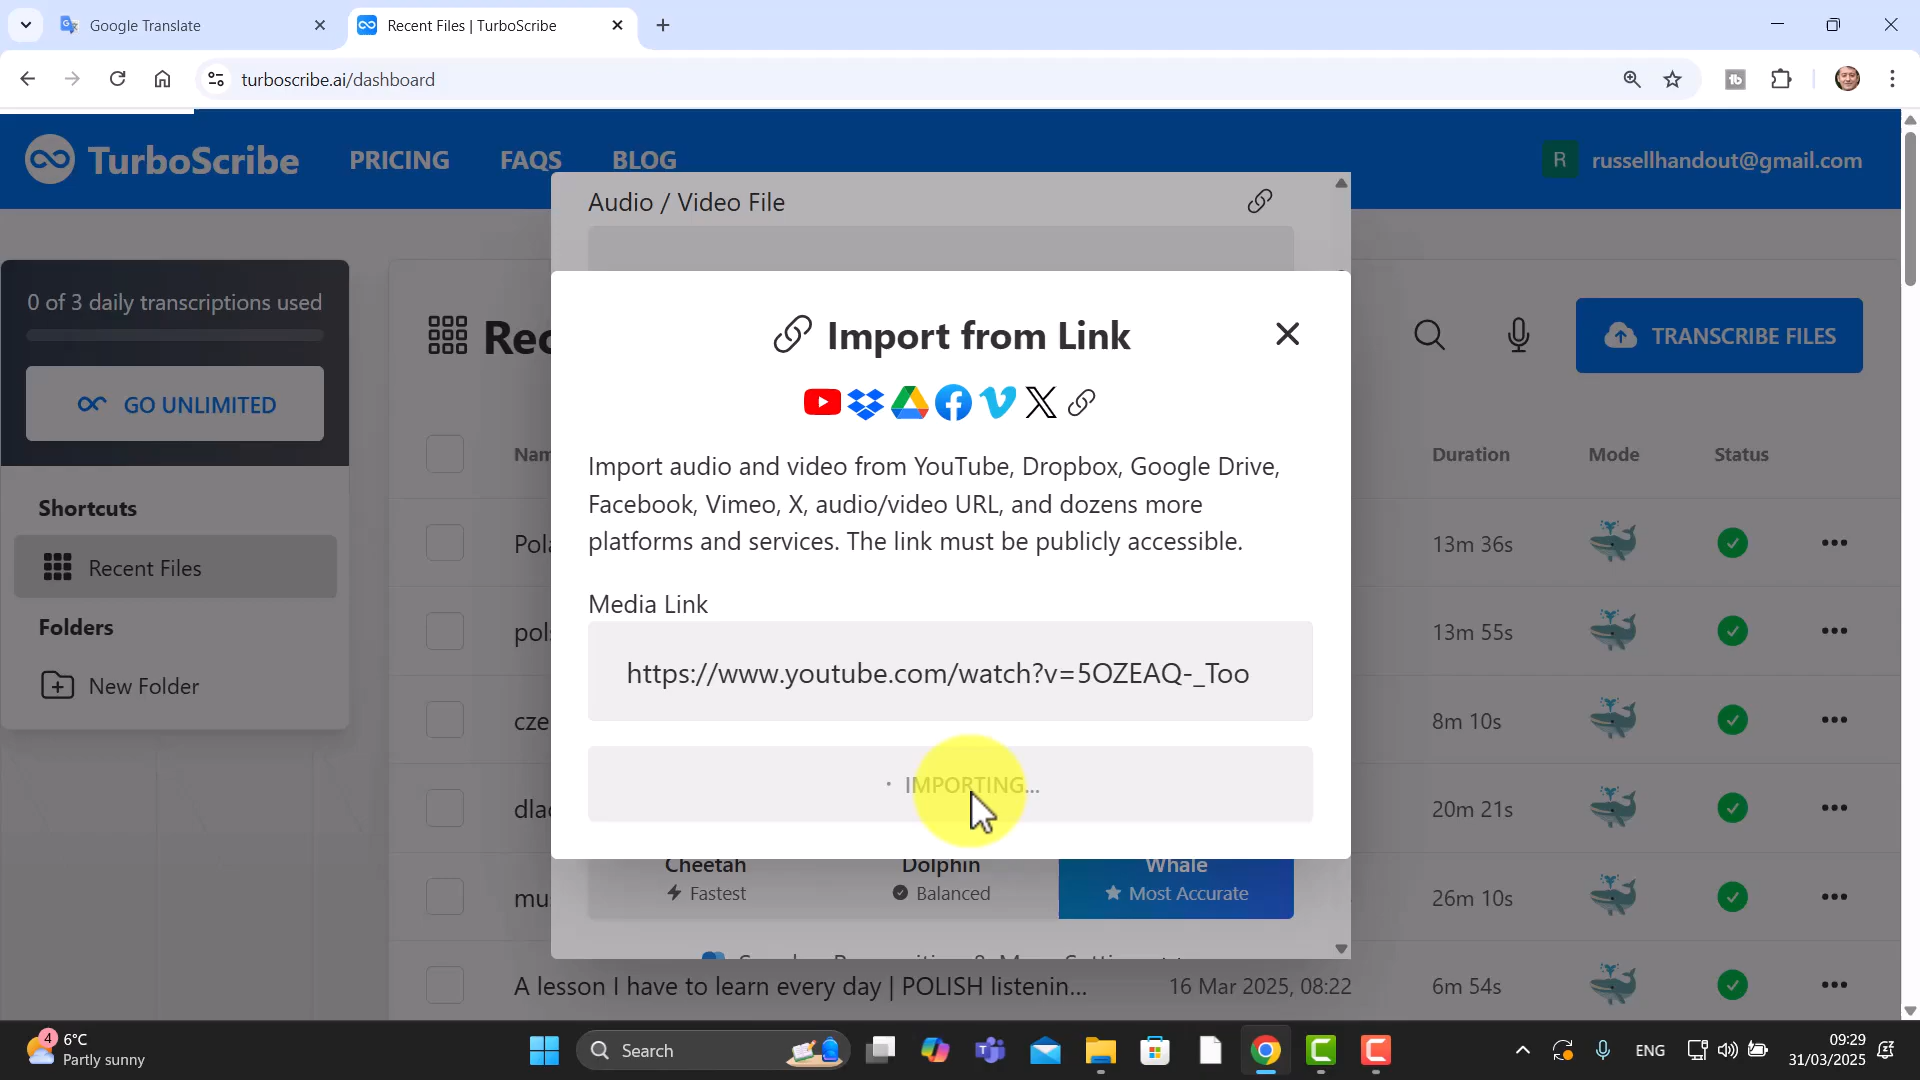 Google Translate
Recent Files | TurboScribe
turboscribe.ai/dashboard
TurboScribe
PRICING
FAQS
BLOG
R
russellhandout@gmail.com
Audio / Video File
0 of 3 daily transcriptions used
GO UNLIMITED
Import from Link
TRANSCRIBE FILES
Import audio and video from YouTube, Dropbox, Google Drive,
Facebook, Vimeo, X, audio/video URL, and dozens more
platforms and services. The link must be publicly accessible.
Duration
Mode
Status
Shortcuts
Recent Files
Folders
New Folder
13m 36s
13m 55s
8m 10s
20m 21s
26m 10s
Media Link
https://www.youtube.com/watch?v=5OZEAQ-_Too
IMPORTING...
Cheetah
Fastest
Dolphin
Balanced
Whale
Most Accurate
A lesson I have to learn every day | POLISH listenin...
16 Mar 2025, 08:22
6m 54s
4
6°C
Partly sunny
Search
ENG
09:29
31/03/2025